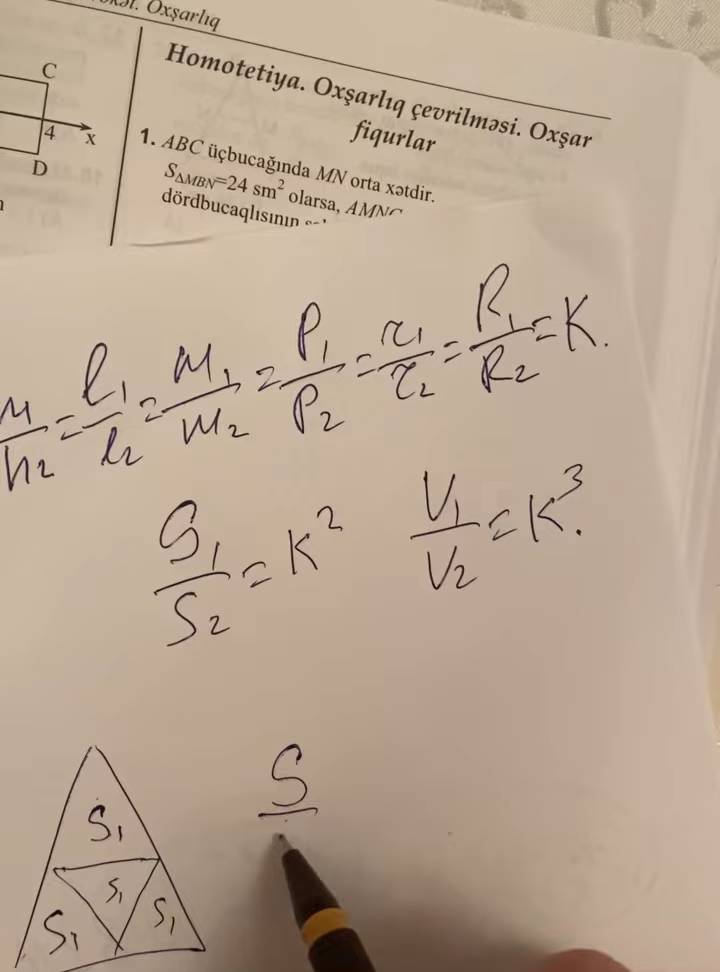 Oxşarlıq
C
4
x
D
Homotetiya. Oxşarlıq çevrilməsi. Oxşar
fiqurlar
1. ABC üçbucağında MN orta xətdir.
S△MBN=24 sm² olarsa,
dördbucaqlısının
/h₂ = l₁/l₂ = m₁/m₂ = P₁/P₂ = r₁/r₂ = R₁/R₂ = K.
S₁/S₂ = K² V₁/V₂ = K³.
S
S₁
S₁
S₁ S₁